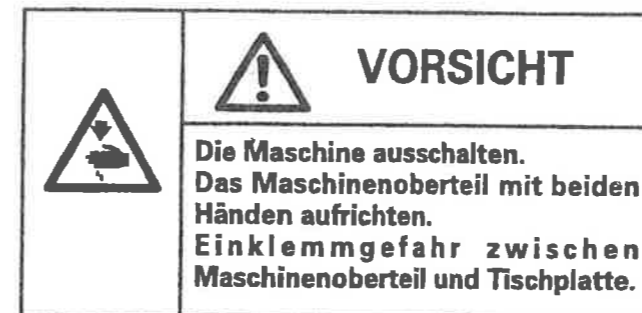 VORSICHT
Die Maschine ausschalten.
Das Maschinenoberteil mit beiden
Händen aufrichten.
Einklemmgefahr zwischen
Maschinenoberteil und Tischplatte.